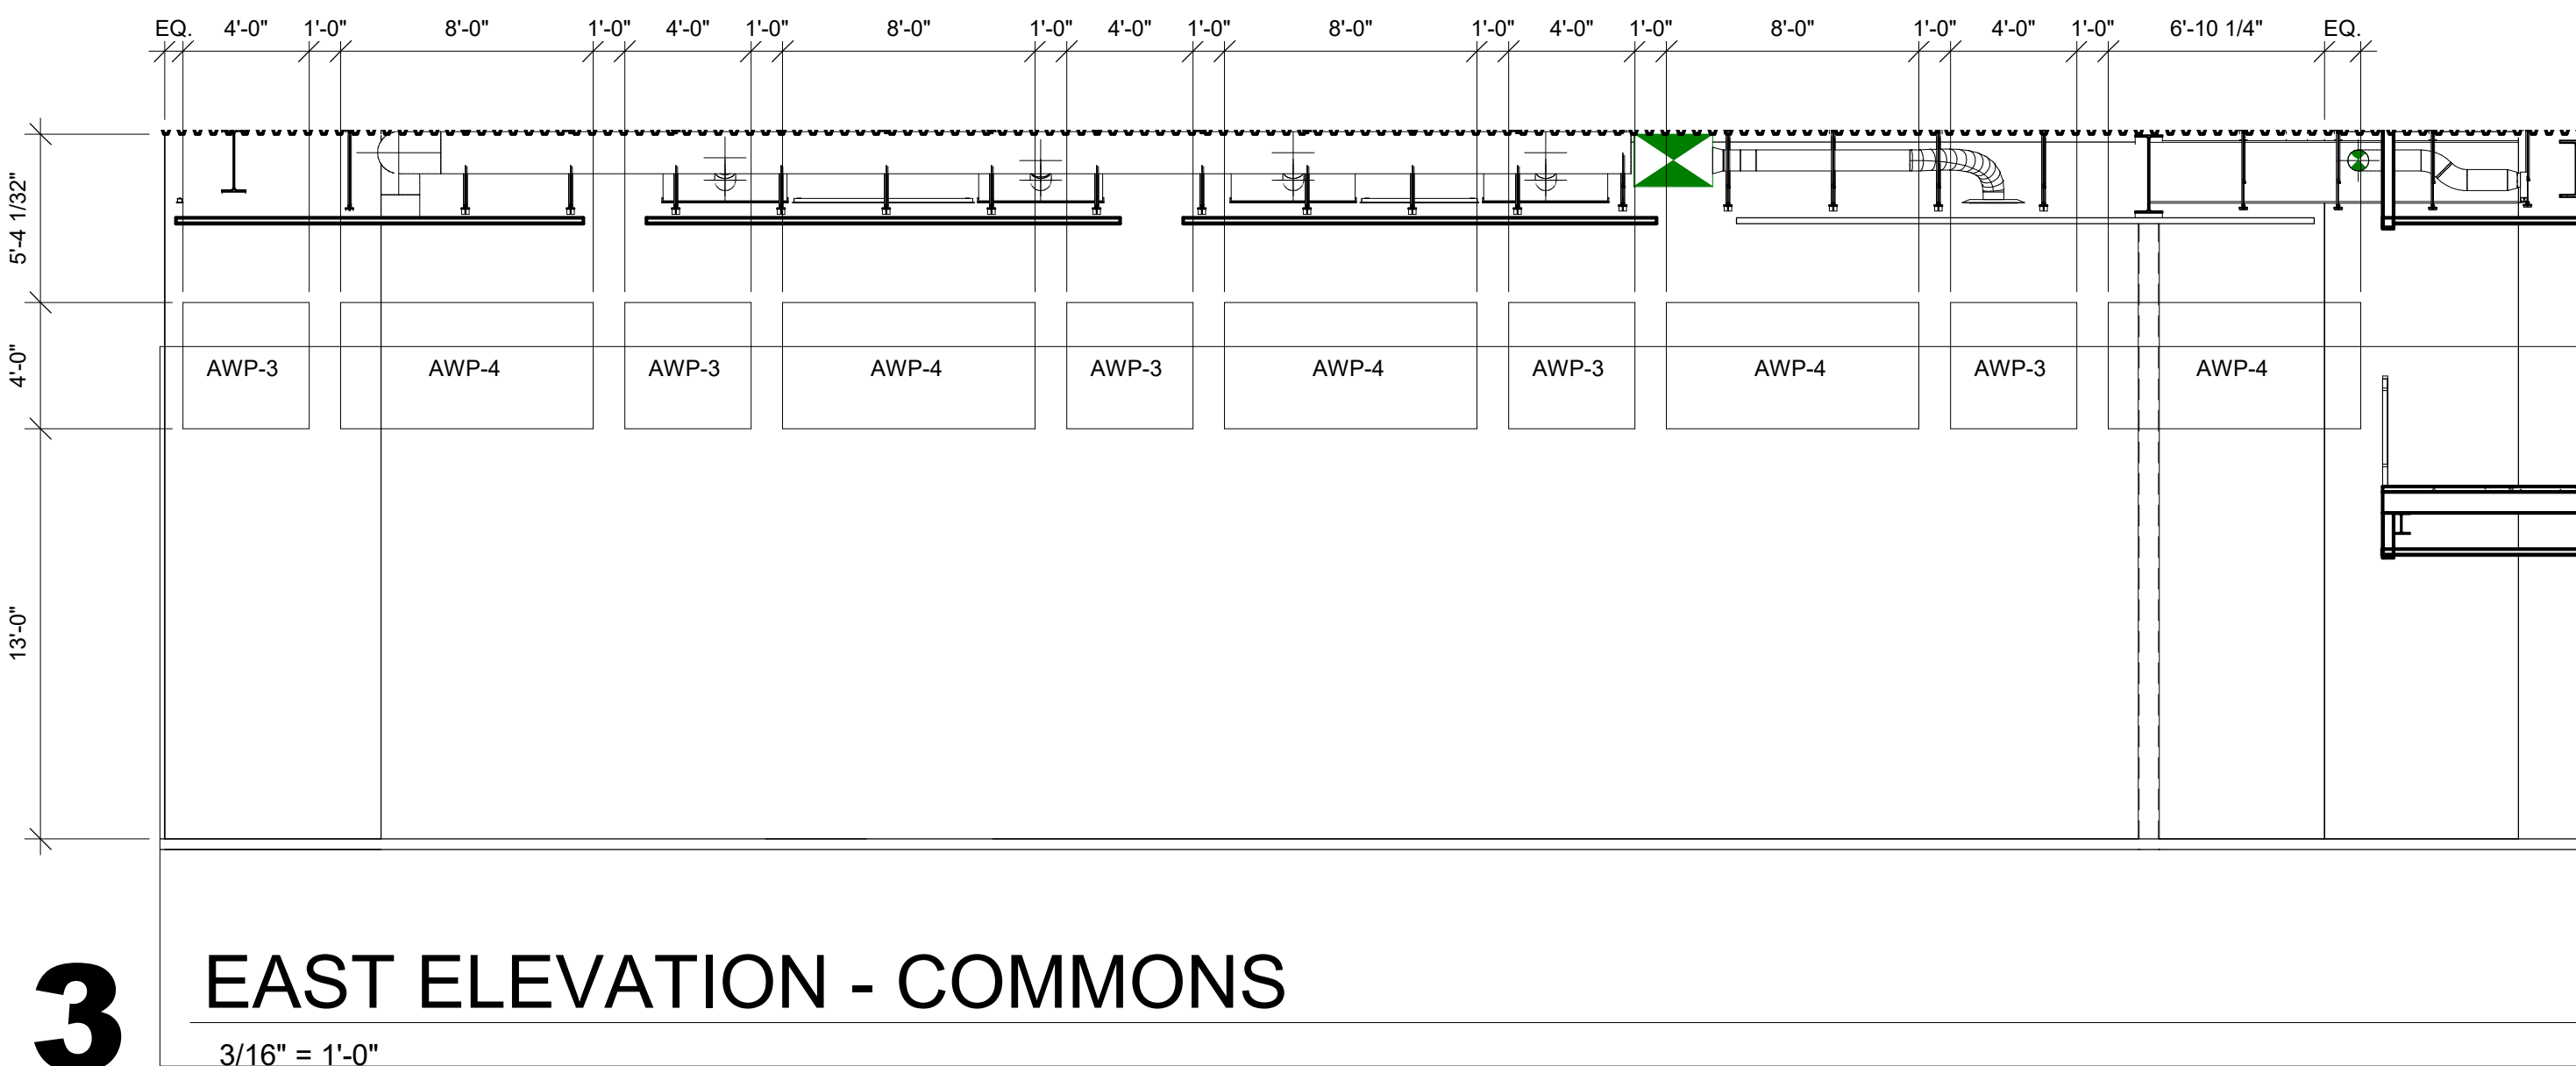 EQ. 4'-0" 1'-0" 8'-0" 1'-0" 4'-0" 1'-0" 8'-0" 1'-0" 4'-0" 1'-0" 8'-0" 1'-0" 4'-0" 1'-0" 8'-0" 1'-0" 4'-0" 1'-0" 6'-10 1/4" EQ.
5'-4 1/32"
4'-0"
13'-0"
AWP-3 AWP-4 AWP-3 AWP-4 AWP-3 AWP-4 AWP-3 AWP-4 AWP-3 AWP-4
3 EAST ELEVATION - COMMONS
3/16" = 1'-0"